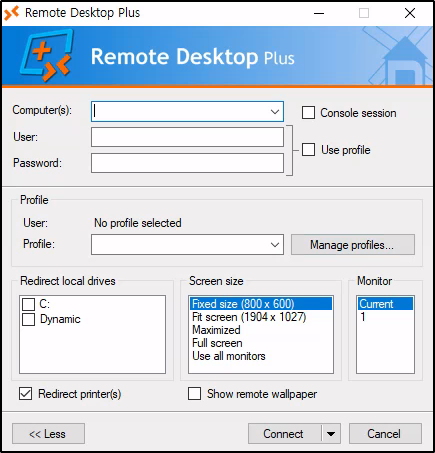 Remote Desktop Plus
Remote Desktop Plus
Computer(s):
Console session
User:
Use profile
Password:
Profile
User: No profile selected
Profile:
Manage profiles...
Redirect local drives
C:
Dynamic
Screen size
Fixed size (800 x 600)
Fit screen (1904 x 1027)
Maximized
Full screen
Use all monitors
Monitor
Current
1
Redirect printer(s)
Show remote wallpaper
<< Less
Connect
Cancel